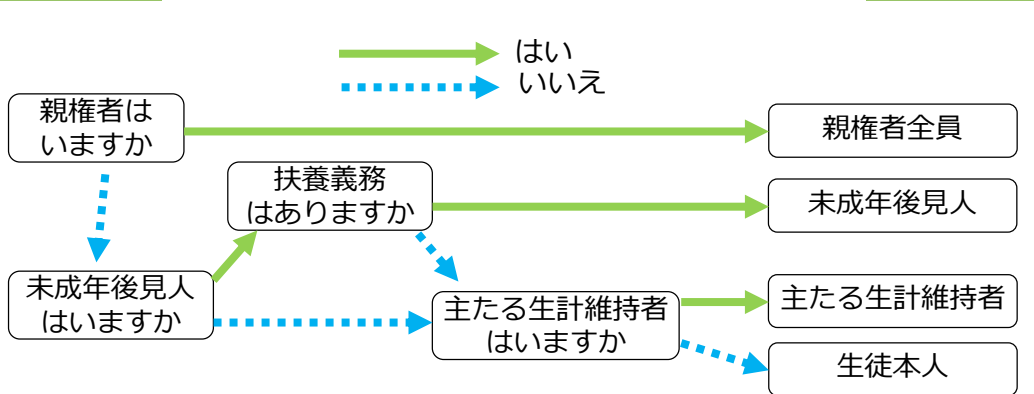 はい
いいえ
親権者は
いますか
親権者全員
扶養義務
はありますか
未成年後見人
未成年後見人
はいますか
主たる生計維持者
はいますか
主たる生計維持者
生徒本人